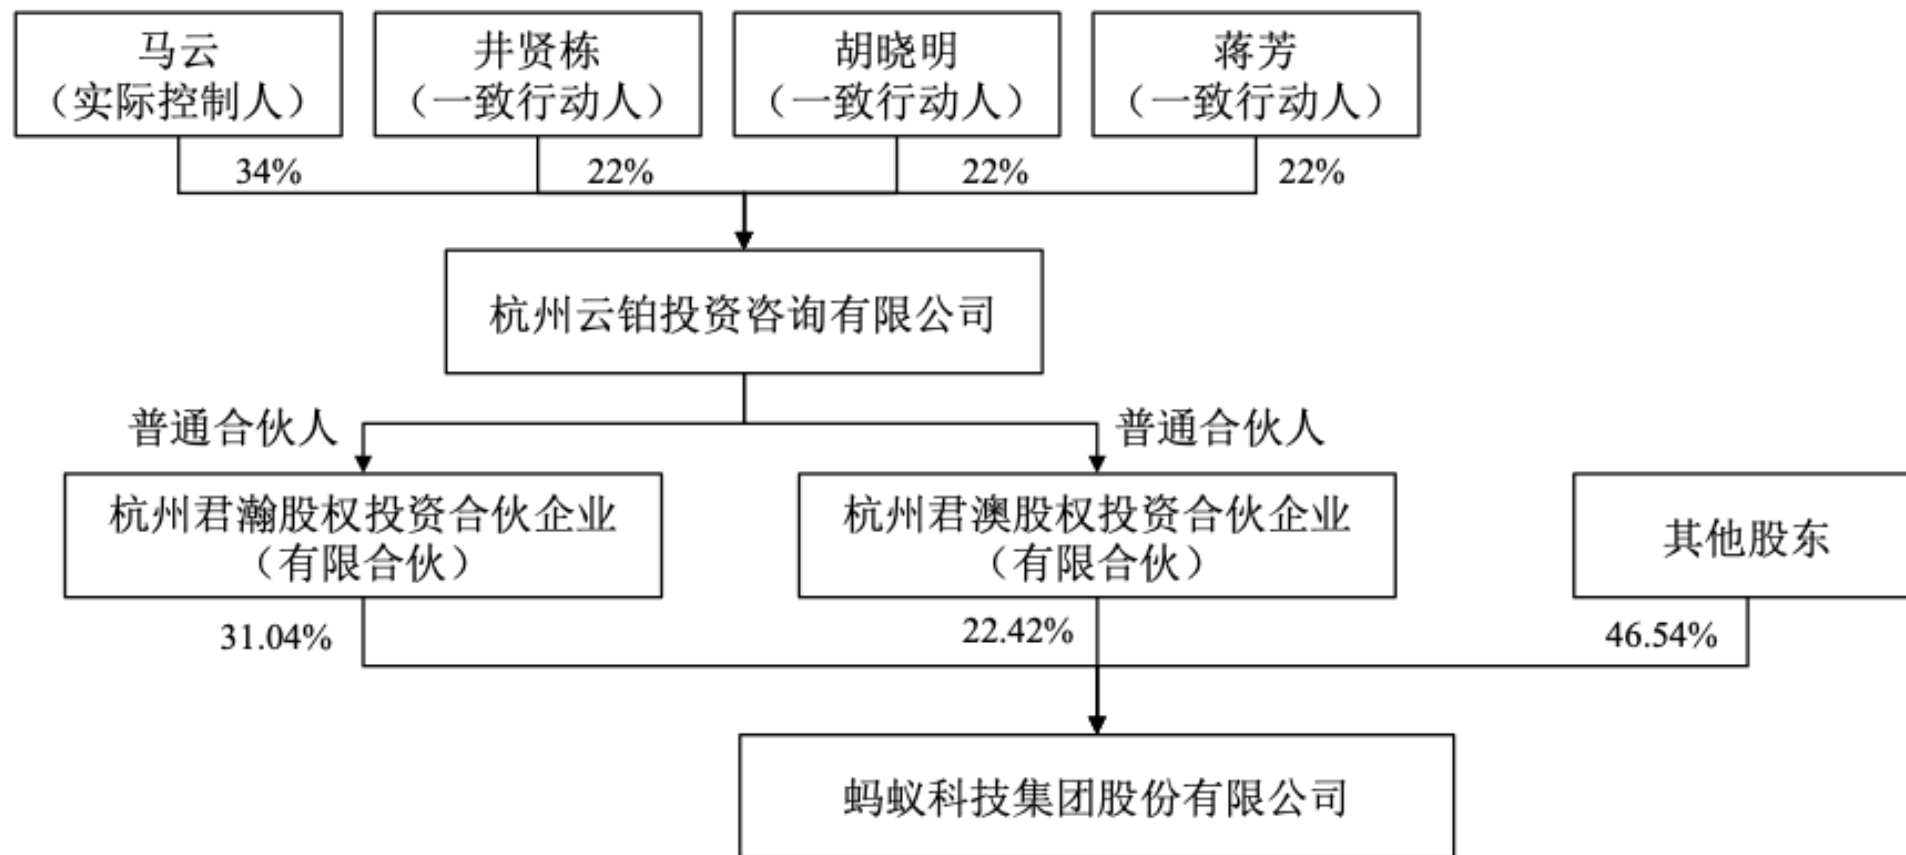 马云
（实际控制人）
井贤栋
（一致行动人）
胡晓明
（一致行动人）
蒋芳
（一致行动人）
34%
22%
22%
22%
杭州云铂投资咨询有限公司
普通合伙人
普通合伙人
杭州君瀚股权投资合伙企业
（有限合伙）
杭州君澳股权投资合伙企业
（有限合伙）
其他股东
31.04%
22.42%
46.54%
蚂蚁科技集团股份有限公司